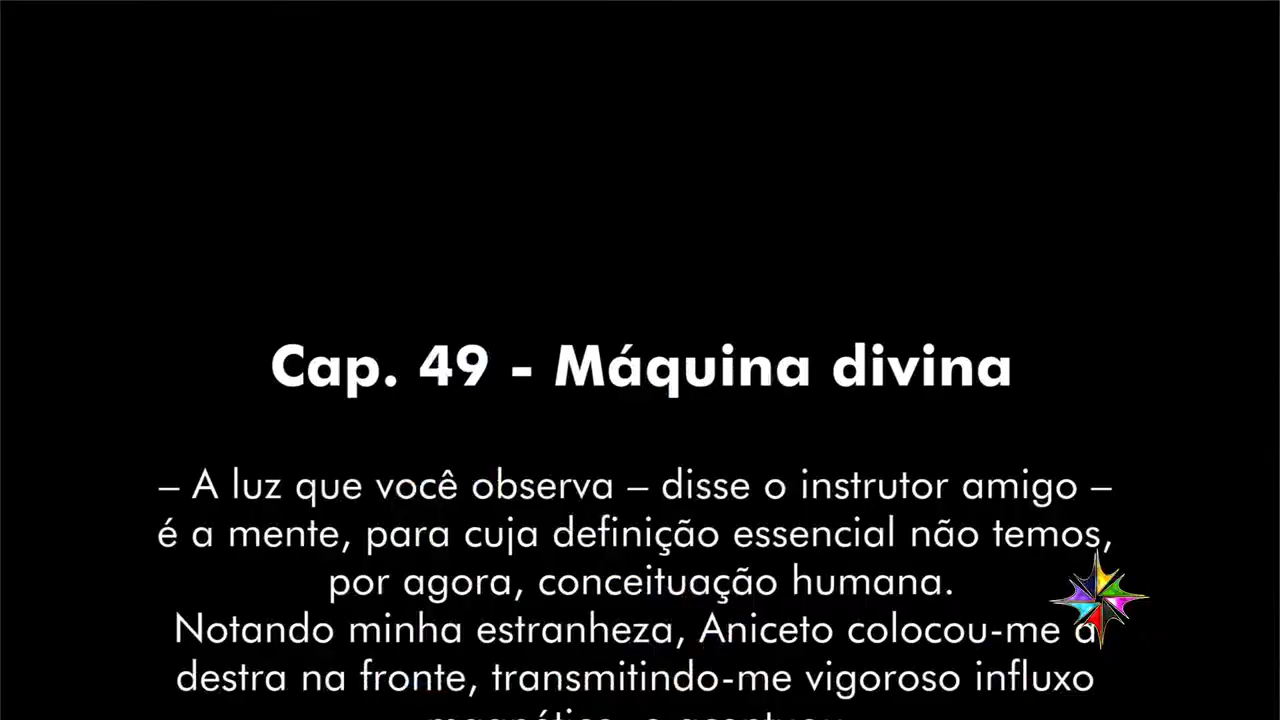 Cap. 49 - Máquina divina
– A luz que você observa – disse o instrutor amigo –
é a mente, para cuja definição essencial não temos,
por agora, conceituação humana.
Notando minha estranheza, Aniceto colocou-me a
destra na fronte, transmitindo-me vigoroso influxo